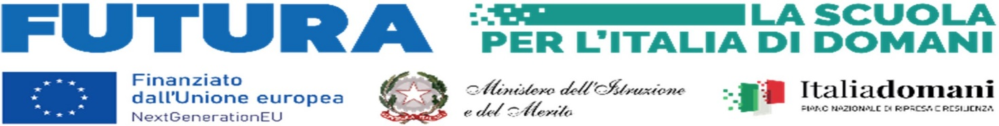 FUTURA
LA SCUOLA
PER L'ITALIA DI DOMANI
Finanziato
dall'Unione europea
NextGenerationEU
Ministero dell'Istruzione
e del Merito
Italiadomani
PIANO NAZIONALE DI RIPRESA E RESILIENZA